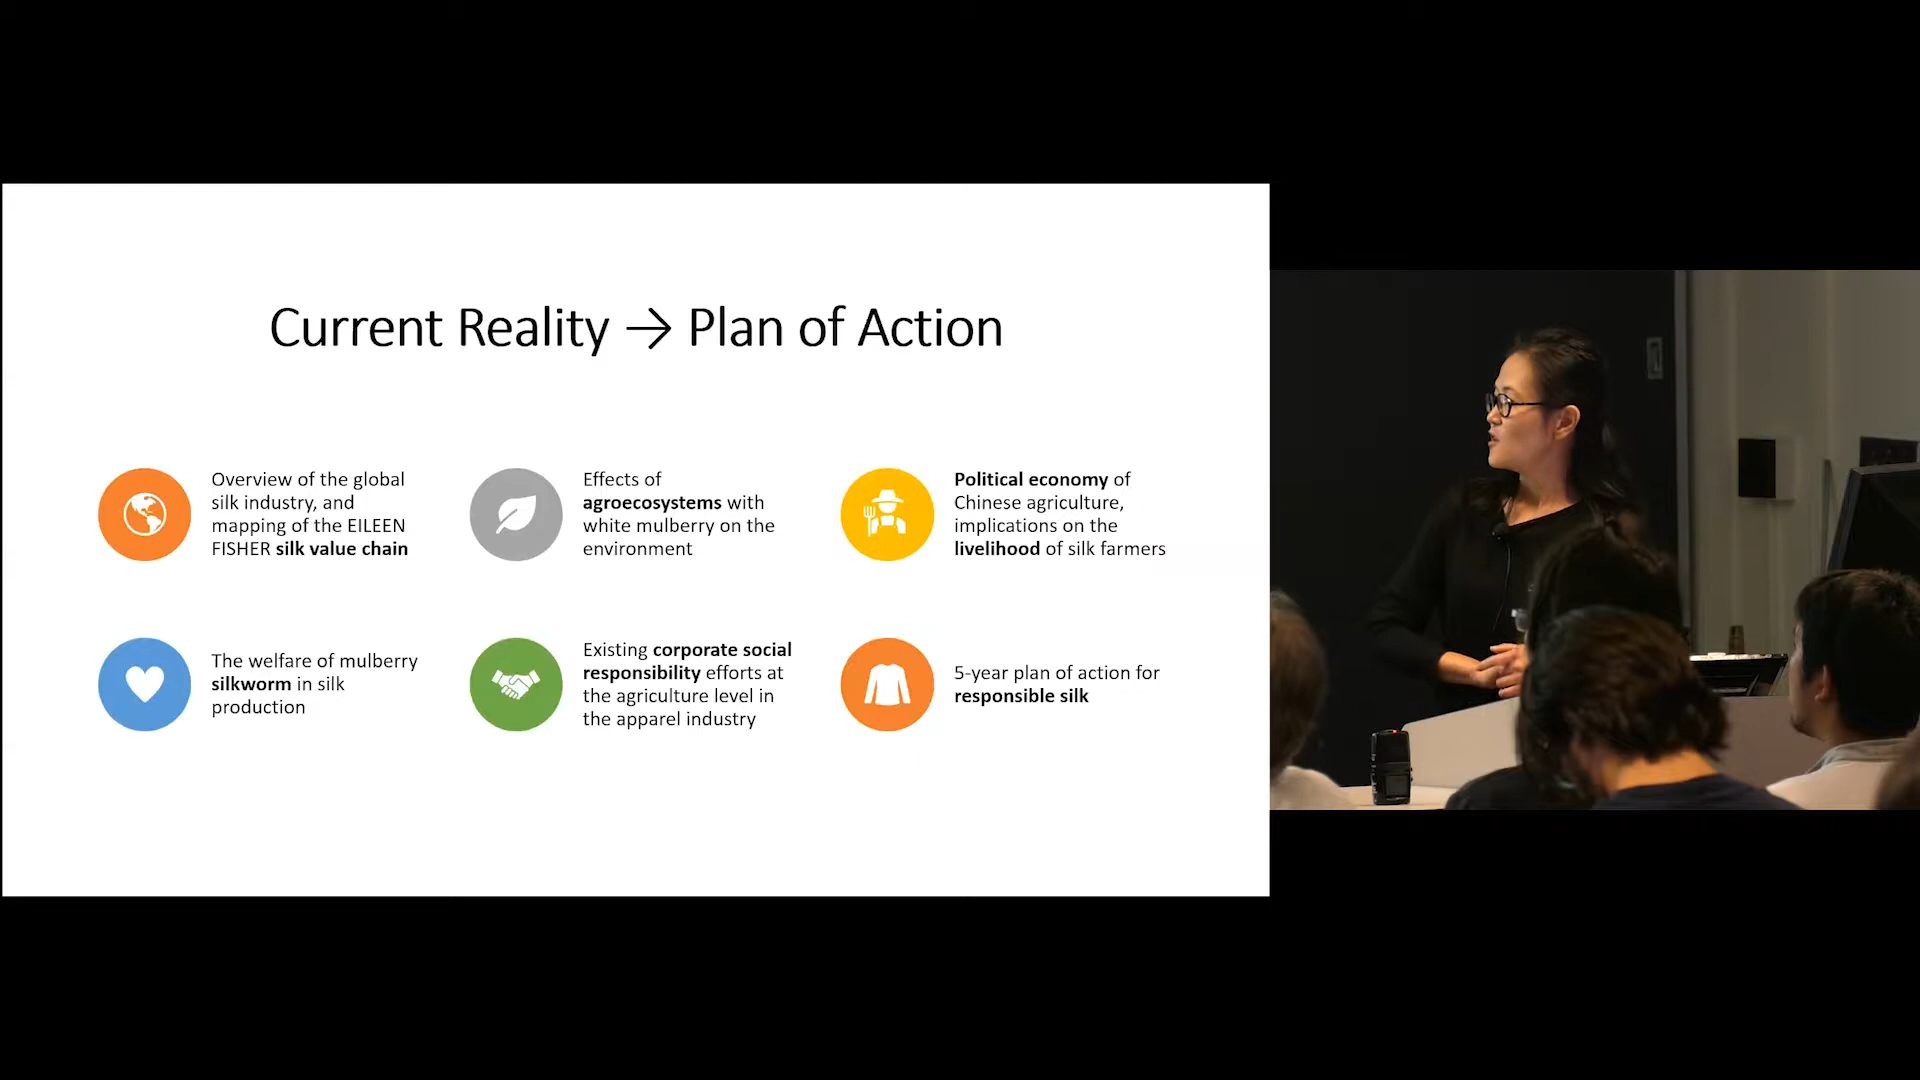 Current Reality → Plan of Action
Overview of the global
silk industry, and
mapping of the EILEEN
FISHER silk value chain
Effects of
agroecosystems with
white mulberry on the
environment
Political economy of
Chinese agriculture,
implications on the
livelihood of silk farmers
The welfare of mulberry
silkworm in silk
production
Existing corporate social
responsibility efforts at
the agriculture level in
the apparel industry
5-year plan of action for
responsible silk